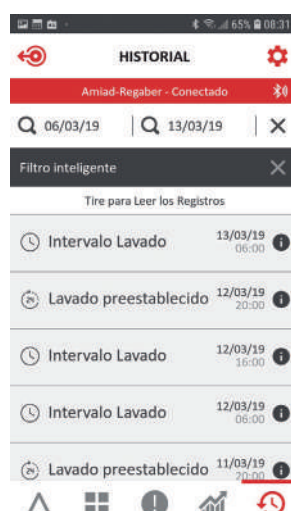 65% 08:31
HISTORIAL
Amiad-Regaber - Conectado
06/03/19 13/03/19
Filtro inteligente
Tire para Leer los Registros
Intervalo Lavado 13/03/19
06:00
Lavado preestablecido 12/03/19
20:00
Intervalo Lavado 12/03/19
16:00
Intervalo Lavado 12/03/19
06:00
Lavado preestablecido 11/03/19
20:00